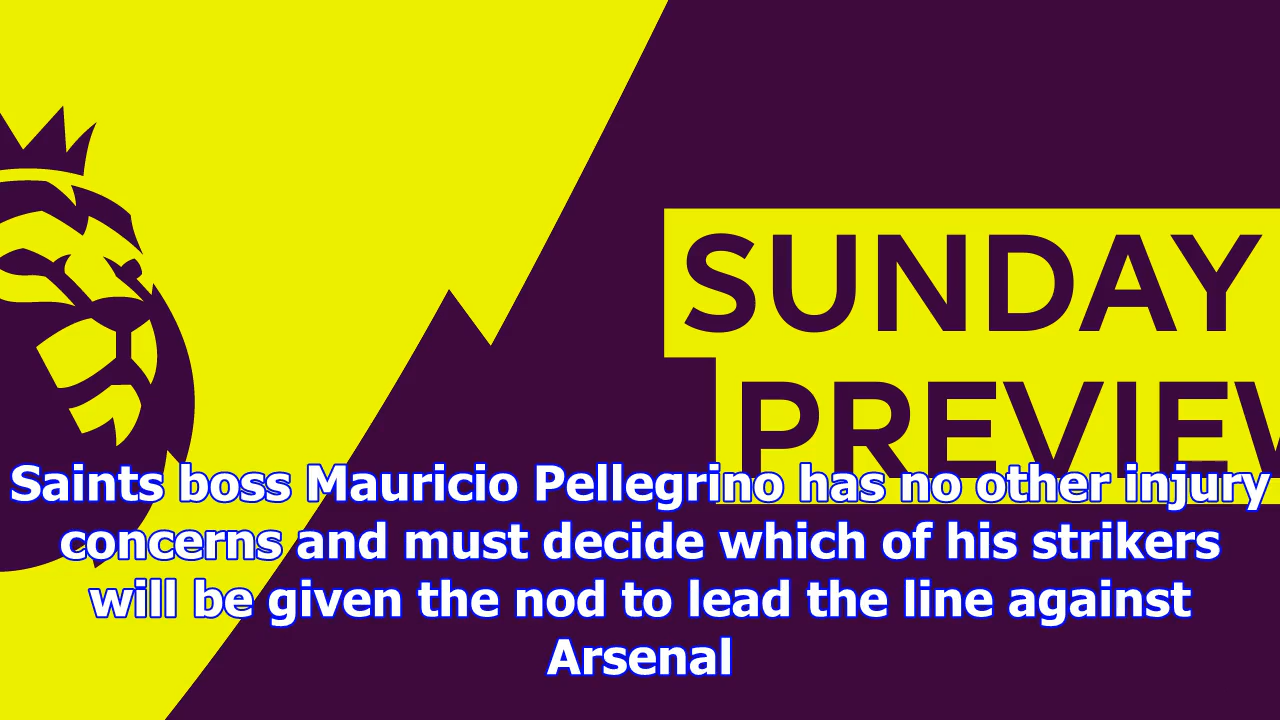 SUNDAY
PREVIEW
Saints boss Mauricio Pellegrino has no other injury
concerns and must decide which of his strikers
will be given the nod to lead the line against
Arsenal